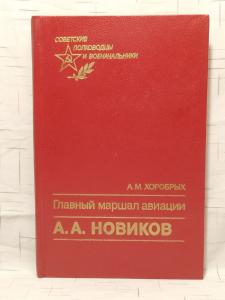 СОВЕТСКИЕ
ПОЛКОВОДЦЫ
И ВОЕНАЧАЛЬНИКИ
А.М. ХОРОБРЫХ
Главный маршал авиации
А.А. НОВИКОВ